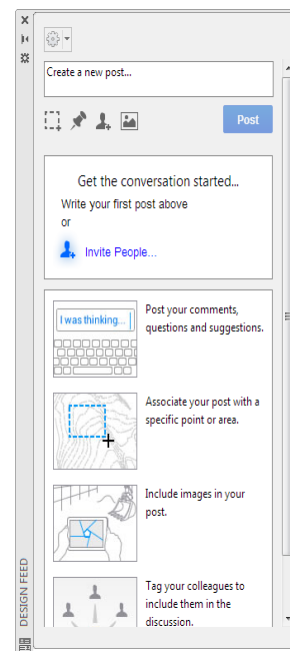 Create a new post...
Post
Get the conversation started...
Write your first post above
or
Invite People...
I was thinking...
Post your comments,
questions and suggestions.
Associate your post with a
specific point or area.
Include images in your
post.
Tag your colleagues to
include them in the
discussion.
DESIGN FEED